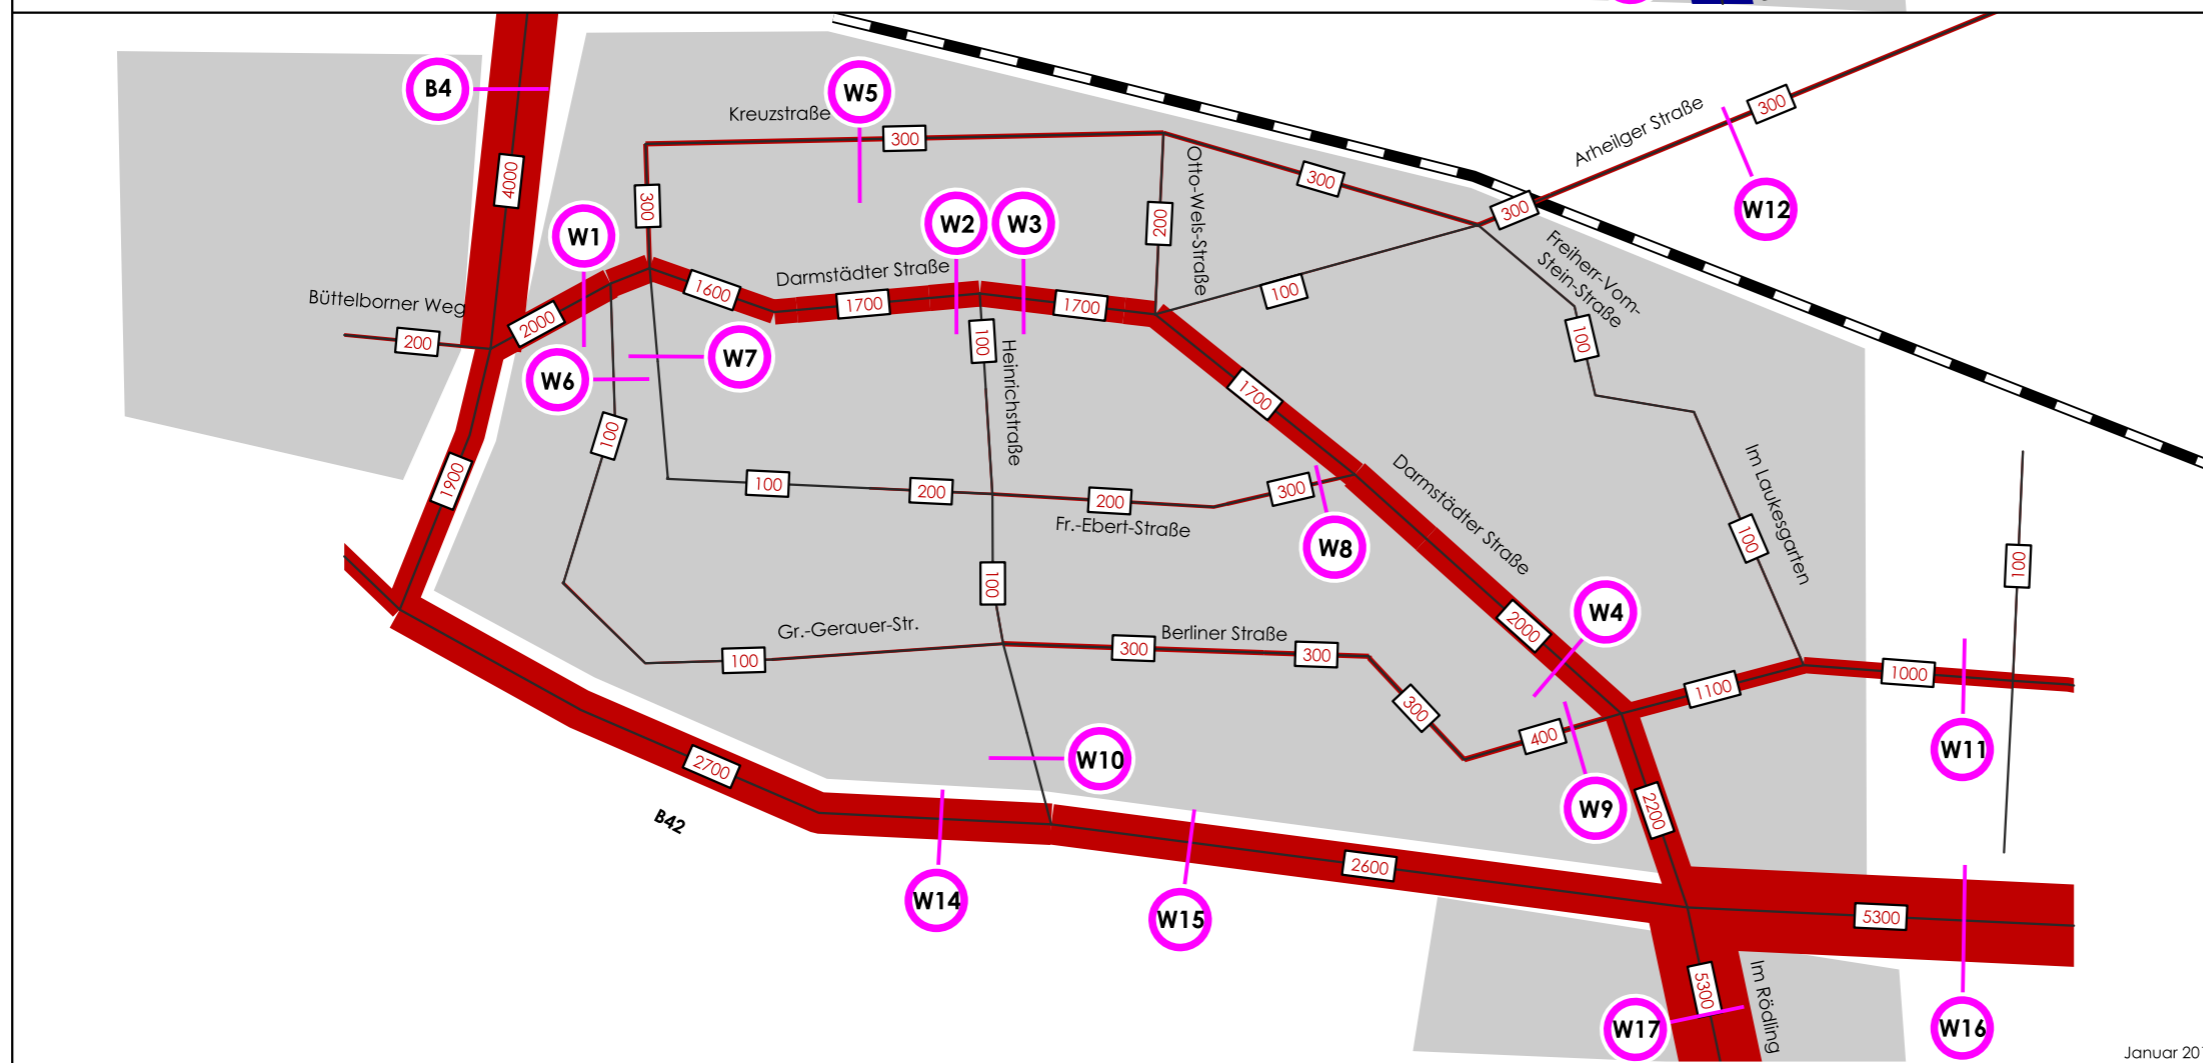 B4
W5
Kreuzstraße
300
300
Arheilger Straße
300
W12
4000
300
Otto-Wels-Straße
200
300
W1
W2
W3
Darmstädter Straße
1600
1700
1700
100
Freiherr-Vom-
Stein-Straße
100
Büttelborner Weg
200
2000
W6
W7
100
Heinrichstraße
1700
100
1900
100
200
200
Fr.-Ebert-Straße
300
W8
Darmstädter Straße
Im Laukesgarten
100
100
100
Gr.-Gerauer-Str.
100
300
Berliner Straße
300
300
2000
W4
400
1100
1000
W11
W9
2200
W10
2700
B42
W14
W15
2600
5300
5300
Im Rödling
W17
W16
Januar 201